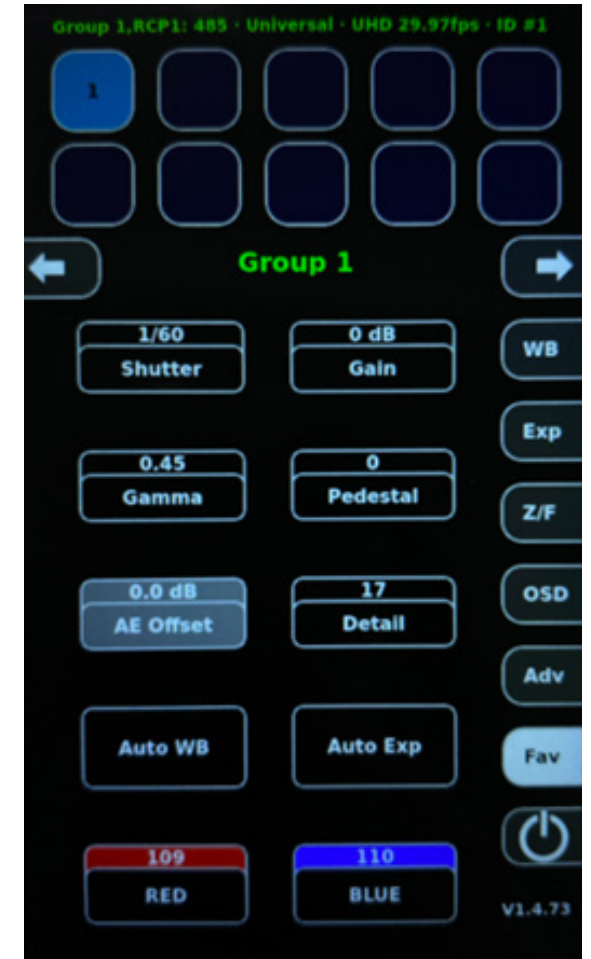 Group 1,RCP1: 485 · Universal · UHD 29.97fps · ID #1
1
Group 1
1/60
Shutter
0 dB
Gain
WB
Exp
0.45
Gamma
0
Pedestal
Z/F
0.0 dB
AE Offset
17
Detail
OSD
Adv
Auto WB
Auto Exp
Fav
109
RED
110
BLUE
V1.4.73